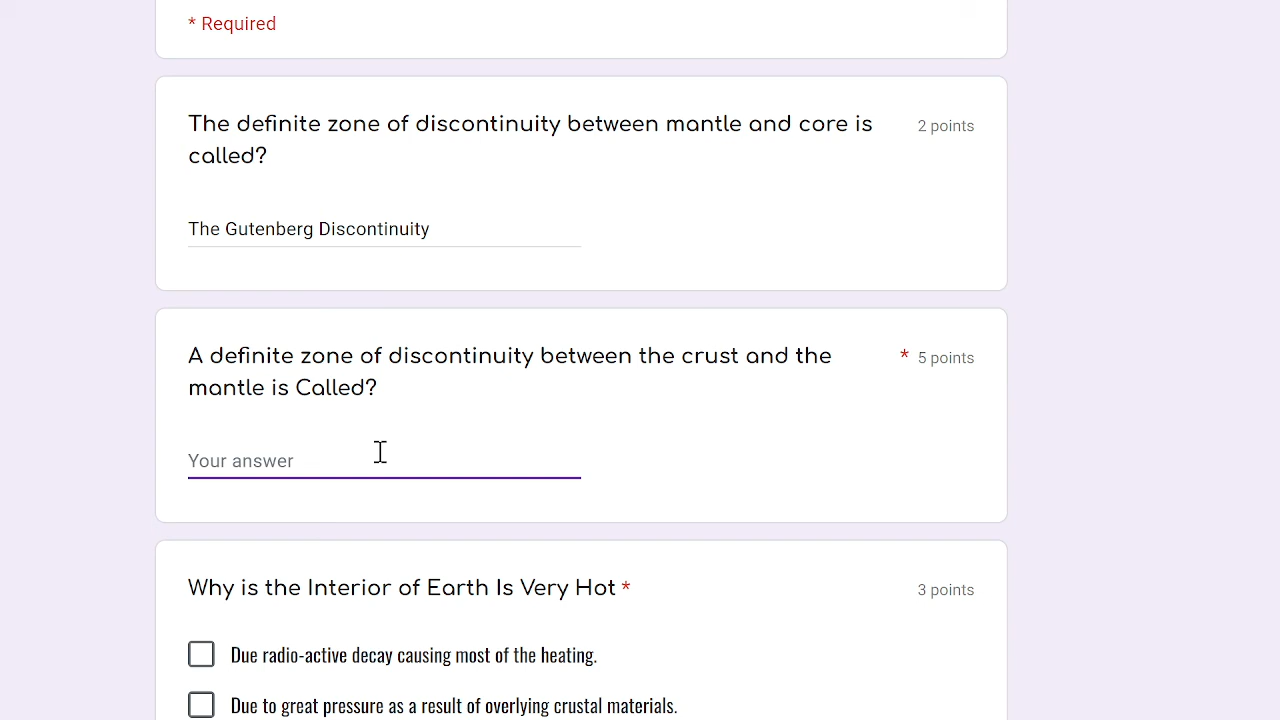 * Required
The definite zone of discontinuity between mantle and core is
called?
2 points
The Gutenberg Discontinuity
A definite zone of discontinuity between the crust and the
mantle is Called?
* 5 points
Your answer
Why is the Interior of Earth Is Very Hot *
3 points
Due radio-active decay causing most of the heating.
Due to great pressure as a result of overlying crustal materials.